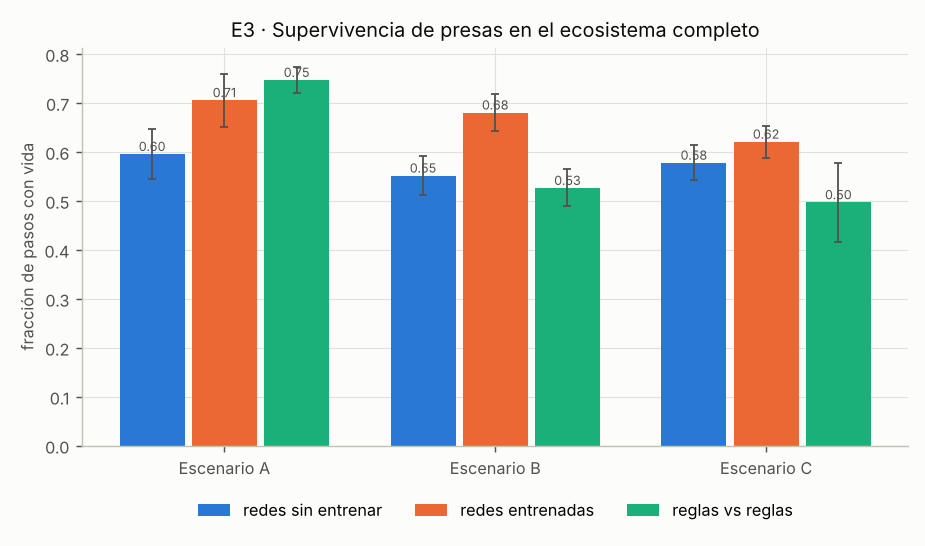 E3 · Supervivencia de presas en el ecosistema completo
fracción de pasos con vida
0.8
0.7
0.6
0.5
0.4
0.3
0.2
0.1
0.0
0.60
0.71
0.75
0.55
0.68
0.53
0.58
0.62
0.50
Escenario A
Escenario B
Escenario C
redes sin entrenar
redes entrenadas
reglas vs reglas